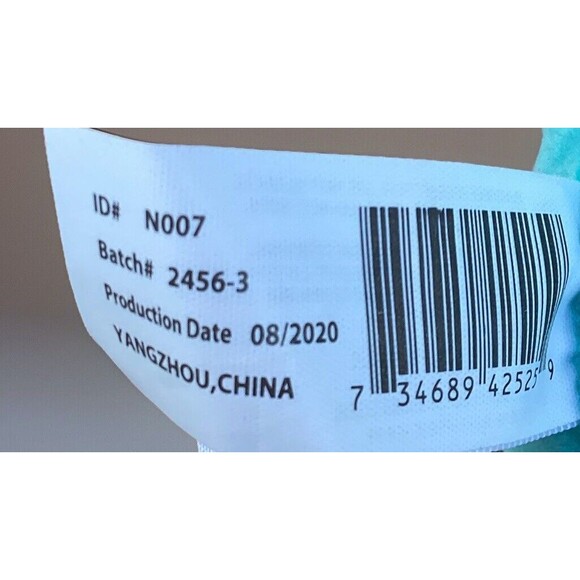 ID# N007
Batch# 2456-3
Production Date 08/2020
YANGZHOU,CHINA
7 34689 42525 9